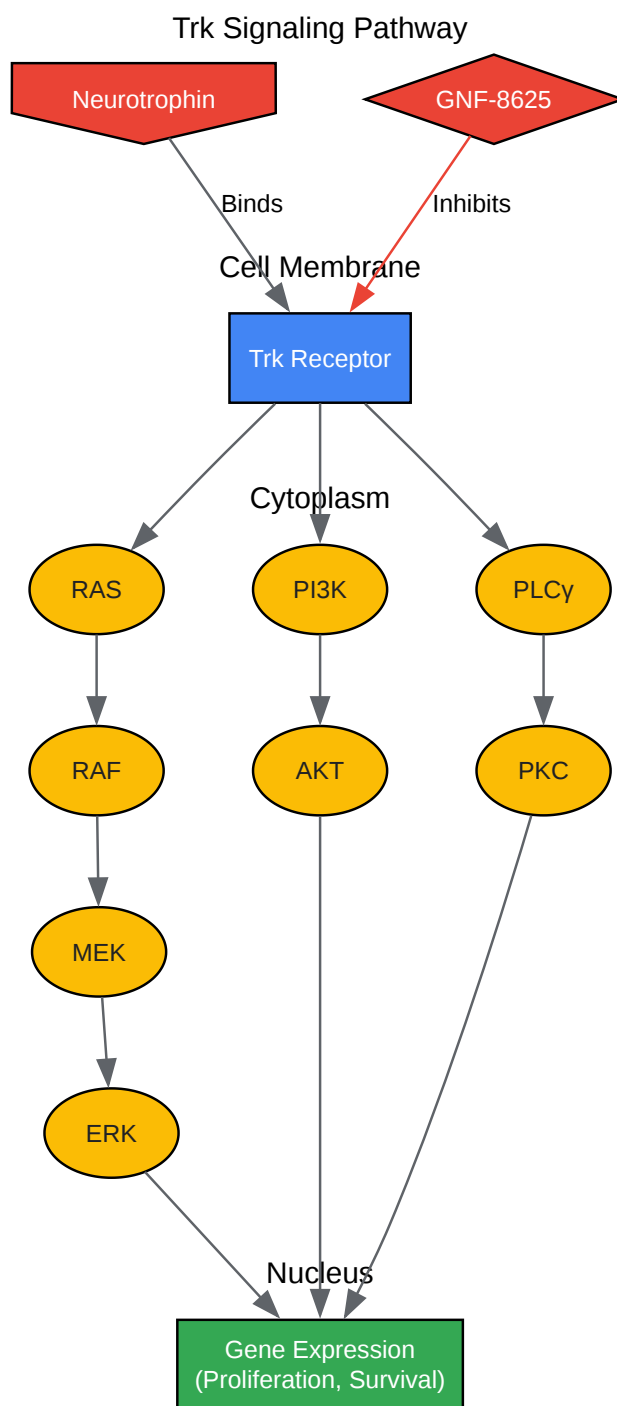 Trk Signaling Pathway
Neurotrophin
GNF-8625
Binds
Inhibits
Cell Membrane
Trk Receptor
Cytoplasm
RAS
PI3K
PLCγ
RAF
AKT
PKC
MEK
ERK
Nucleus
Gene Expression
(Proliferation, Survival)